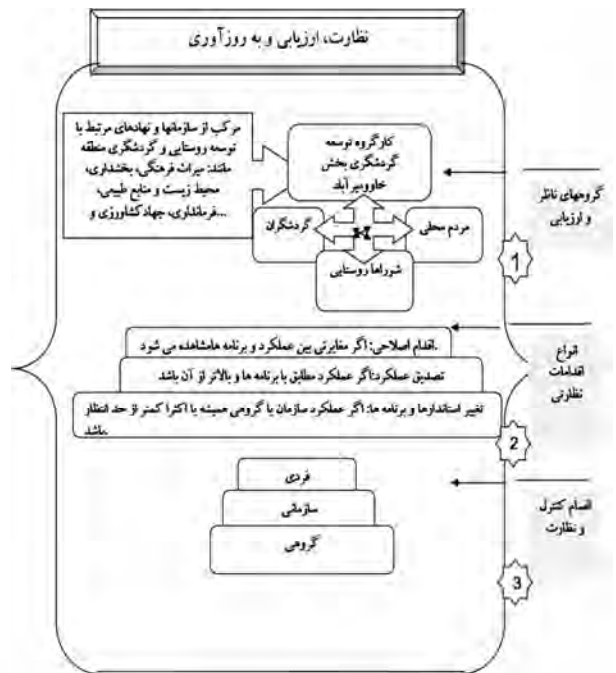 نظارت، ارزیابی و به روزآوری
مرکب از سازمانها و نهادهای مرتبط با
توسعه روستایی و گردشگری منطقه
مانند: میراث فرهنگی، بخشداری،
محیط زیست و منابع طبیعی،
فرمانداری، جهادکشاورزی و...
کارگروه توسعه
گردشگری بخش
خاوومیرآباد
گردشگران
مردم محلی
شوراها روستایی
گروههای ناظر
و ارزیابی
1
اقدام اصلاحی: اگر مغایرتی بین عملکرد و برنامه هامشاهده می شود.
تصدیق عملکرد:اگر عملکرد مطابق با برنامه ها و بالاتر از آن باشد
تغییر استانداردها و برنامه ها: اگر عملکرد سازمان یا گروهی همیشه یا اکثرا کمتر از حد انتظار
باشد.
انواع
اقدامات
نظارتی
2
فردی
سازمانی
گروهی
اقسام کنترل
و نظارت
3